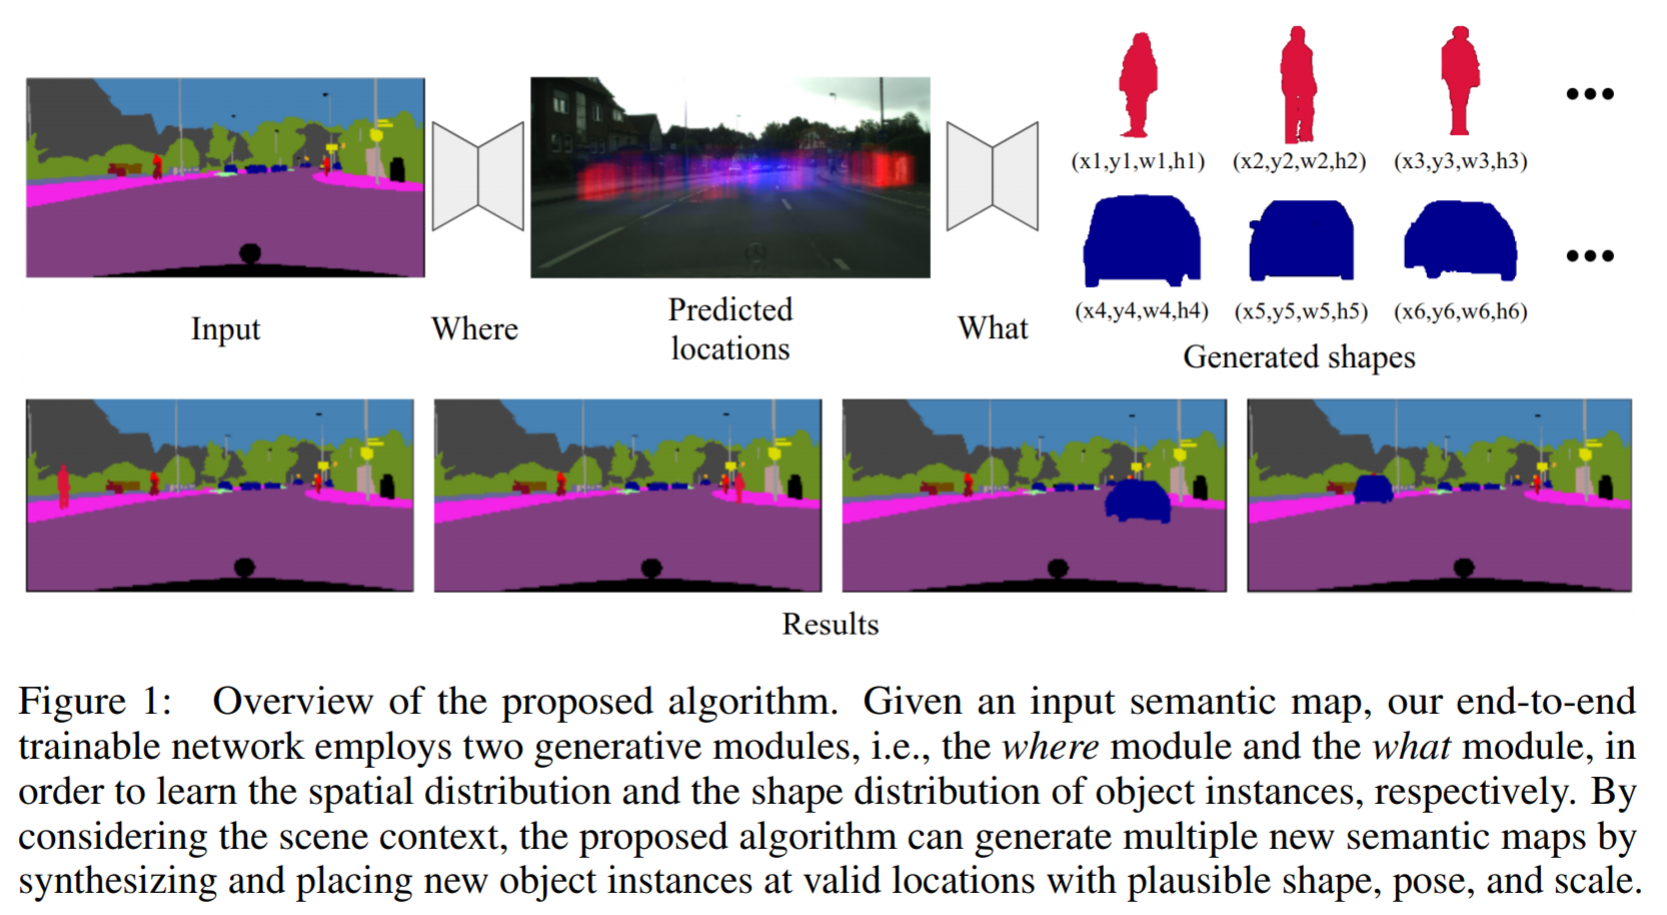 (x1,y1,w1,h1) (x2,y2,w2,h2) (x3,y3,w3,h3)
(x4,y4,w4,h4) (x5,y5,w5,h5) (x6,y6,w6,h6)
Input Where Predicted locations What Generated shapes
Results
Figure 1: Overview of the proposed algorithm. Given an input semantic map, our end-to-end
trainable network employs two generative modules, i.e., the where module and the what module, in
order to learn the spatial distribution and the shape distribution of object instances, respectively. By
considering the scene context, the proposed algorithm can generate multiple new semantic maps by
synthesizing and placing new object instances at valid locations with plausible shape, pose, and scale.